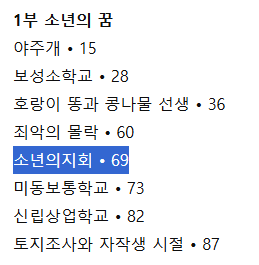 1부 소년의 꿈
야주개 • 15
보성소학교 • 28
호랑이 똥과 콩나물 선생 • 36
죄악의 몰락 • 60
소년의지회 • 69
미동보통학교 • 73
신립상업학교 • 82
토지조사와 자작생 시절 • 87